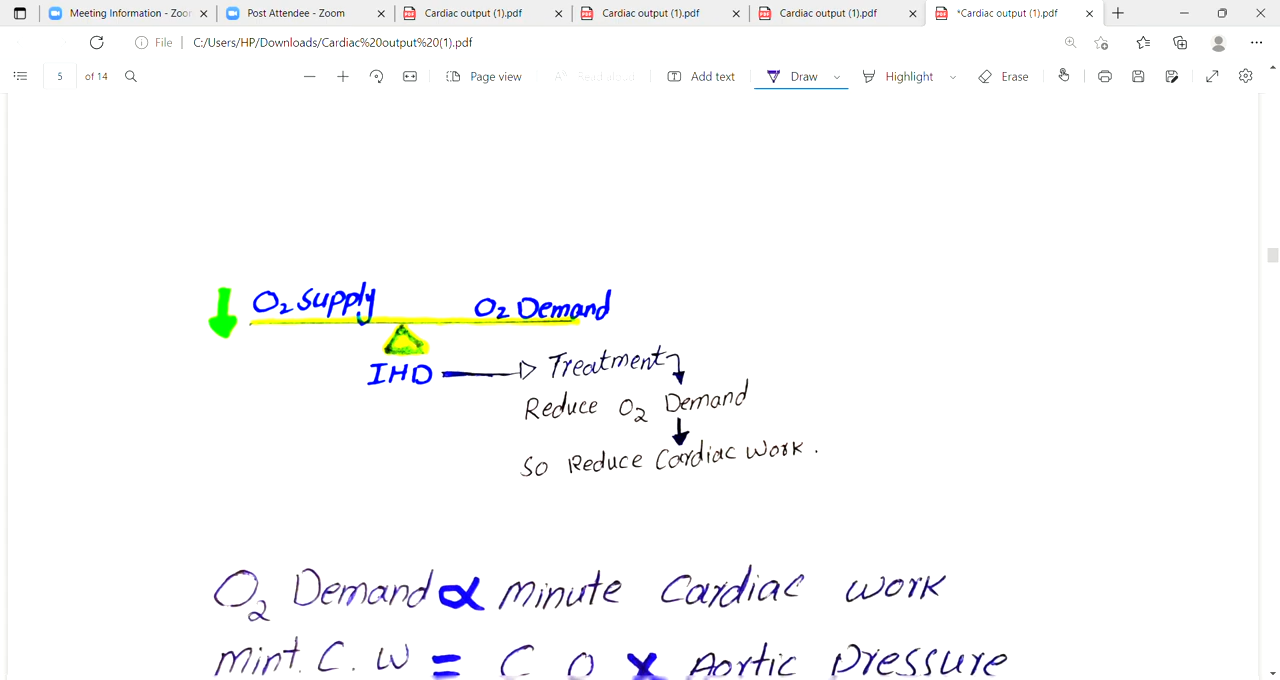 Meeting Information - Zoor
Post Attendee - Zoom
Cardiac output (1).pdf
Cardiac output (1).pdf
Cardiac output (1).pdf
*Cardiac output (1).pdf
File C:/Users/HP/Downloads/Cardiac%20output%20(1).pdf
5 of 14 Page view Read aloud Add text Draw Highlight Erase
O2 Supply O2 Demand
IHD Treatment
Reduce O2 Demand
So Reduce Cardiac Work.
O2 Demand ∝ minute Cardiac work
mint. C. W = C O x Aortic Pressure